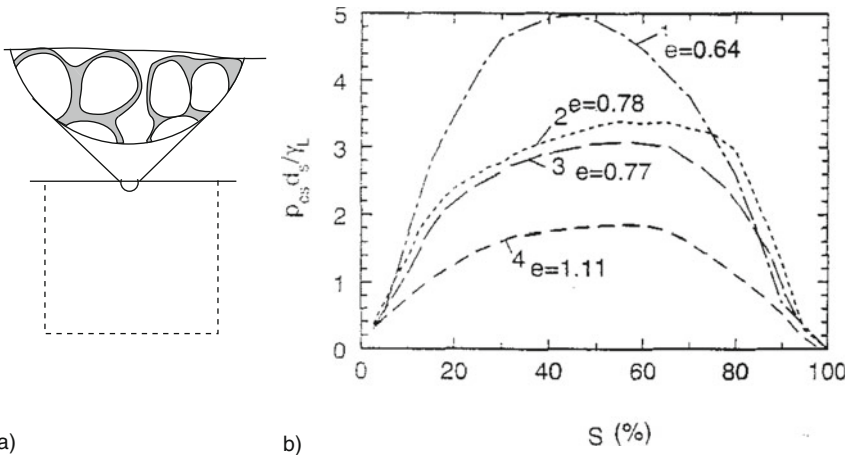 5
4
3
2
1
0
p_cs d_s/γ_L
1
e=0.64
2 e=0.78
3
e=0.77
4 e=1.11
0 20 40 60 80 100
S (%)
a)
b)